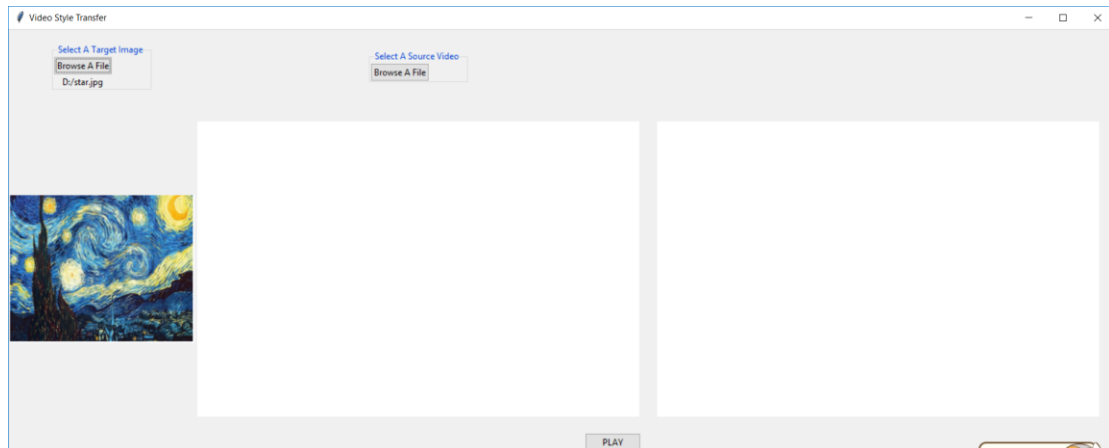 Video Style Transfer
Select A Target Image
Browse A File
D:/star.jpg
Select A Source Video
Browse A File
PLAY